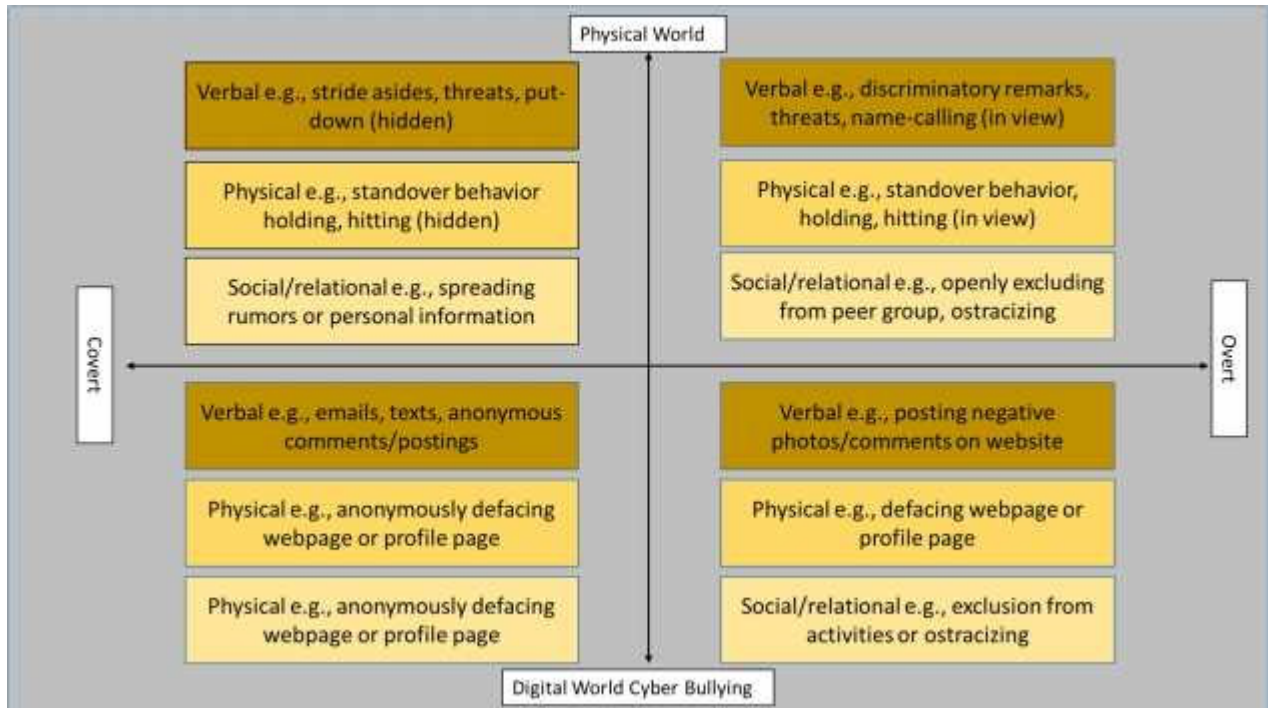 Physical World
Verbal e.g., stride asides, threats, put-
down (hidden)
Physical e.g., standover behavior
holding, hitting (hidden)
Social/relational e.g., spreading
rumors or personal information
Verbal e.g., discriminatory remarks,
threats, name-calling (in view)
Physical e.g., standover behavior,
holding, hitting (in view)
Social/relational e.g., openly excluding
from peer group, ostracizing
Covert
Overt
Verbal e.g., emails, texts, anonymous
comments/postings
Physical e.g., anonymously defacing
webpage or profile page
Physical e.g., anonymously defacing
webpage or profile page
Verbal e.g., posting negative
photos/comments on website
Physical e.g., defacing webpage or
profile page
Social/relational e.g., exclusion from
activities or ostracizing
Digital World Cyber Bullying